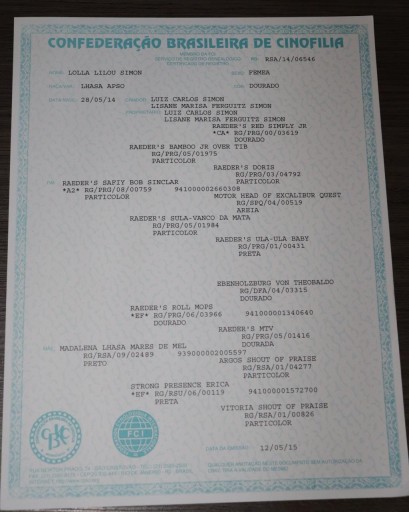 CONFEDERAÇÃO BRASILEIRA DE CINOFILIA
RSA/14/06546
LOLLA LILOU SIMON
FEMEA
LHASA APSO
DOURADO
28/05/14
LUIZ CARLOS SIMON
LISANE MARISA FERGUITZ SIMON
LUIZ CARLOS SIMON
LISANE MARISA FERGUITZ SIMON
RAEDER'S RED SIMPLY JR
*CA* RG/PRG/00/03619
DOURADO
RAEDER'S BAMBOO JR OVER TIB
RG/PRG/05/01975
PARTICOLOR
RAEDER'S DORIS
RG/PRG/03/04792
PARTICOLOR
RAEDER'S SAFIY BOB SINCLAR
*A2* RG/PRG/08/00759 941000002660308
PARTICOLOR
MOTOR HEAD OF EXCALIBUR QUEST
RG/SPQ/04/00519
AREIA
RAEDER'S SULA-VANCO DA MATA
RG/PRG/05/01984
PARTICOLOR
RAEDER'S ULA-ULA BABY
RG/PRG/01/00431
PRETA
EBENHOLZBURG VON THEOBALDO
RG/DFA/04/03315
DOURADO
RAEDER'S ROLL MOPS
*EF* RG/PRG/06/03966 941000001340640
DOURADO
RAEDER'S MTV
RG/PRG/05/01416
DOURADA
MADALENA LHASA MARES DE MEL
RG/RSA/09/02489 939000002005597
PRETO
ARGOS SHOUT OF PRAISE
RG/RSA/01/04277
PARTICOLOR
STRONG PRESENCE ERICA
*EF* RG/RSU/06/00119 941000001572700
PRETA
VITORIA SHOUT OF PRAISE
RG/RSA/01/00826
PARTICOLOR
FCI
12/05/15